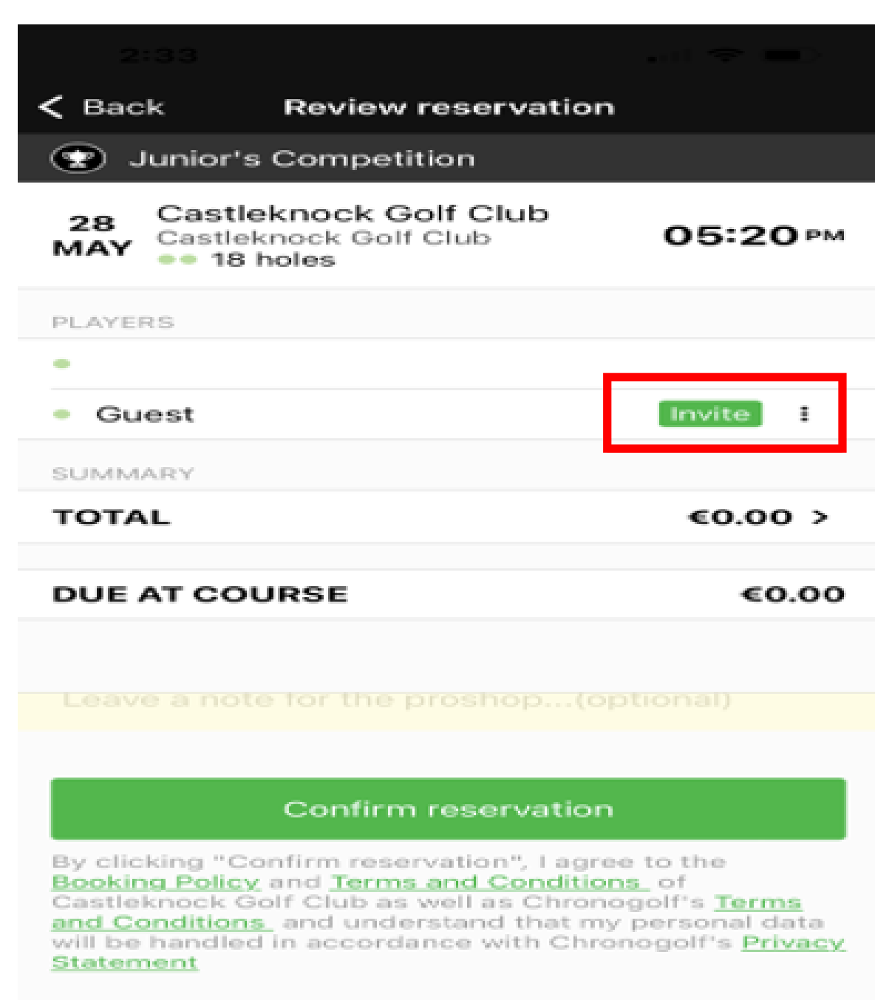 2:33
Back Review reservation
Junior's Competition
28 MAY
Castleknock Golf Club
Castleknock Golf Club
18 holes
05:20 PM
PLAYERS
Guest Invite
SUMMARY
TOTAL €0.00 >
DUE AT COURSE €0.00
Leave a note for the proshop...(optional)
Confirm reservation
By clicking "Confirm reservation", I agree to the
Booking Policy and Terms and Conditions of
Castleknock Golf Club as well as Chronogolf's Terms
and Conditions and understand that my personal data
will be handled in accordance with Chronogolf's Privacy
Statement